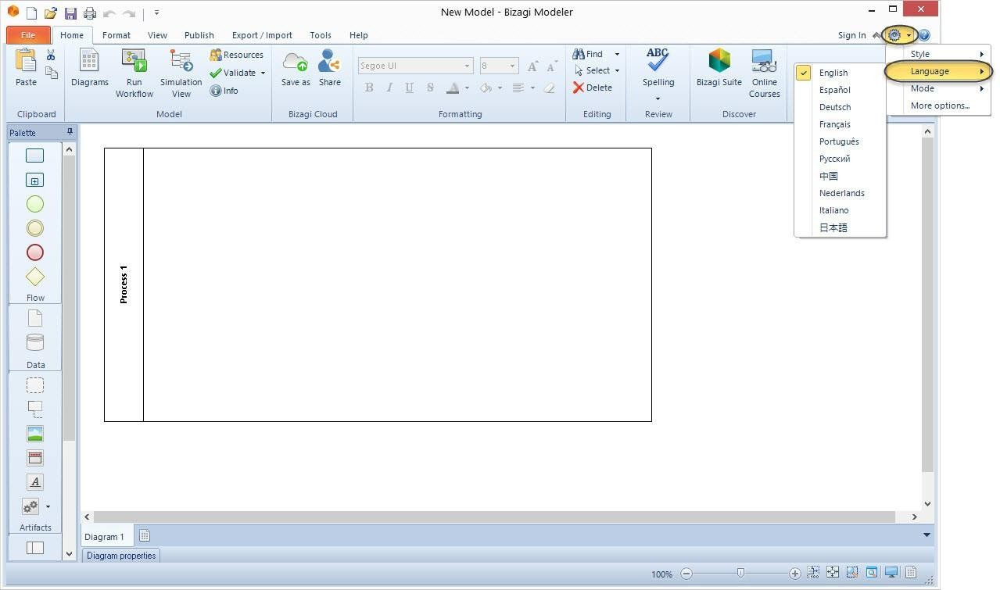 New Model - Bizagi Modeler
File Home Format View Publish Export / Import Tools Help Sign In
Style
Language
Mode
More options...
English
Español
Deutsch
Français
Português
Русский
中国
Nederlands
Italiano
日本語
Paste
Clipboard
Diagrams
Run Workflow
Simulation View
Resources
Validate
Info
Model
Save as
Share
Bizagi Cloud
Segoe UI 8 A A
B I U S A
Formatting
Find
Select
Delete
Editing
ABC
Spelling
Review
Bizagi Suite
Online Courses
Discover
Palette
Flow
Data
A
Artifacts
Process 1
Diagram 1
Diagram properties
100%